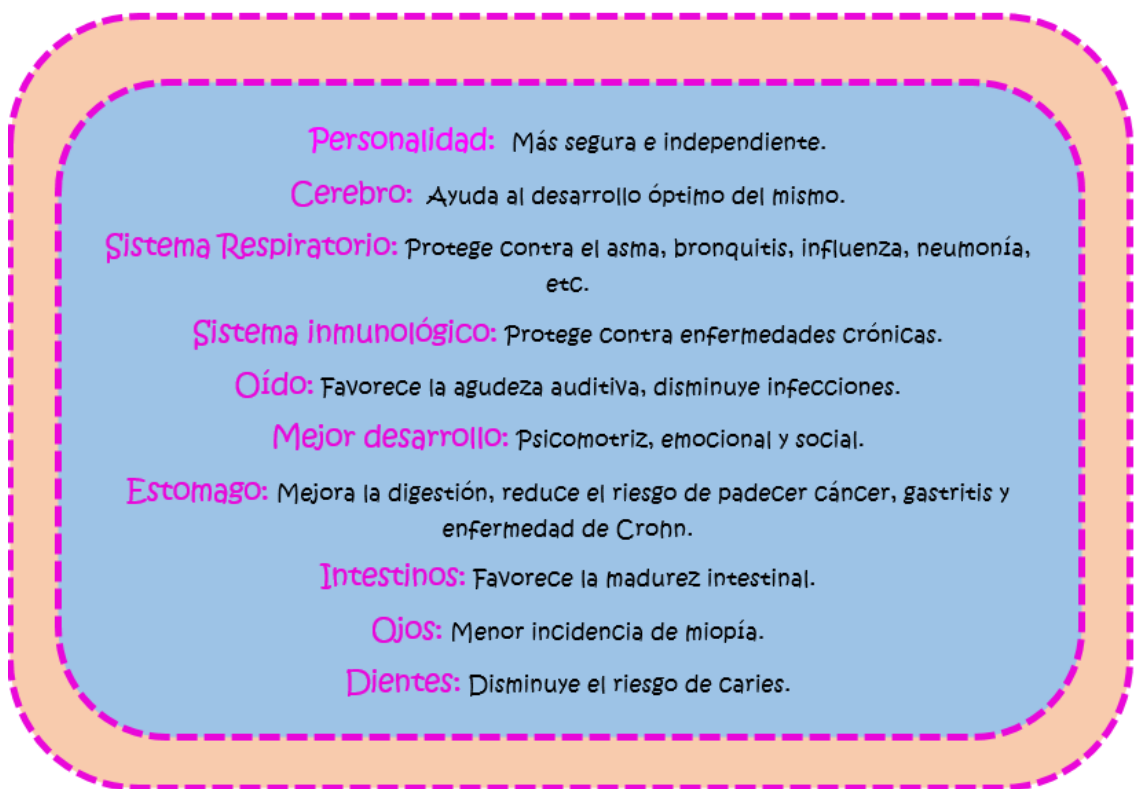 Personalidad: Más segura e independiente.
Cerebro: Ayuda al desarrollo óptimo del mismo.
Sistema Respiratorio: Protege contra el asma, bronquitis, influenza, neumonía,
etc.
Sistema inmunológico: Protege contra enfermedades crónicas.
Oído: Favorece la agudeza auditiva, disminuye infecciones.
Mejor desarrollo: Psicomotriz, emocional y social.
Estomago: Mejora la digestión, reduce el riesgo de padecer cáncer, gastritis y
enfermedad de Crohn.
Intestinos: Favorece la madurez intestinal.
Ojos: Menor incidencia de miopía.
Dientes: Disminuye el riesgo de caries.